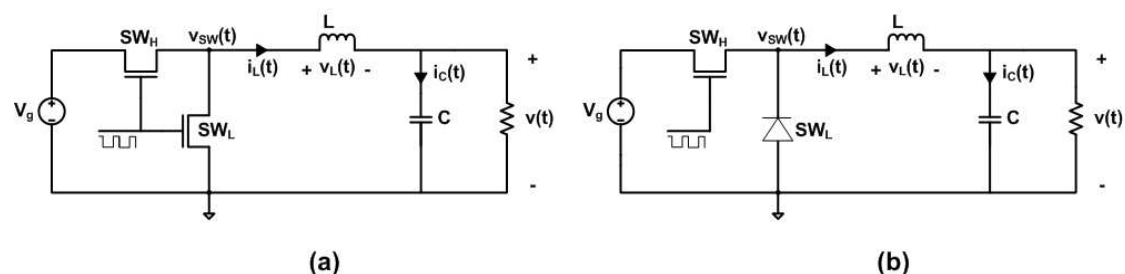 SW_H v_SW(t) L
i_L(t) + v_L(t) - i_C(t) +
V_g + - SW_L C v(t)
-
(a)
SW_H v_SW(t) L
i_L(t) + v_L(t) - i_C(t) +
V_g + - SW_L C v(t)
-
(b)